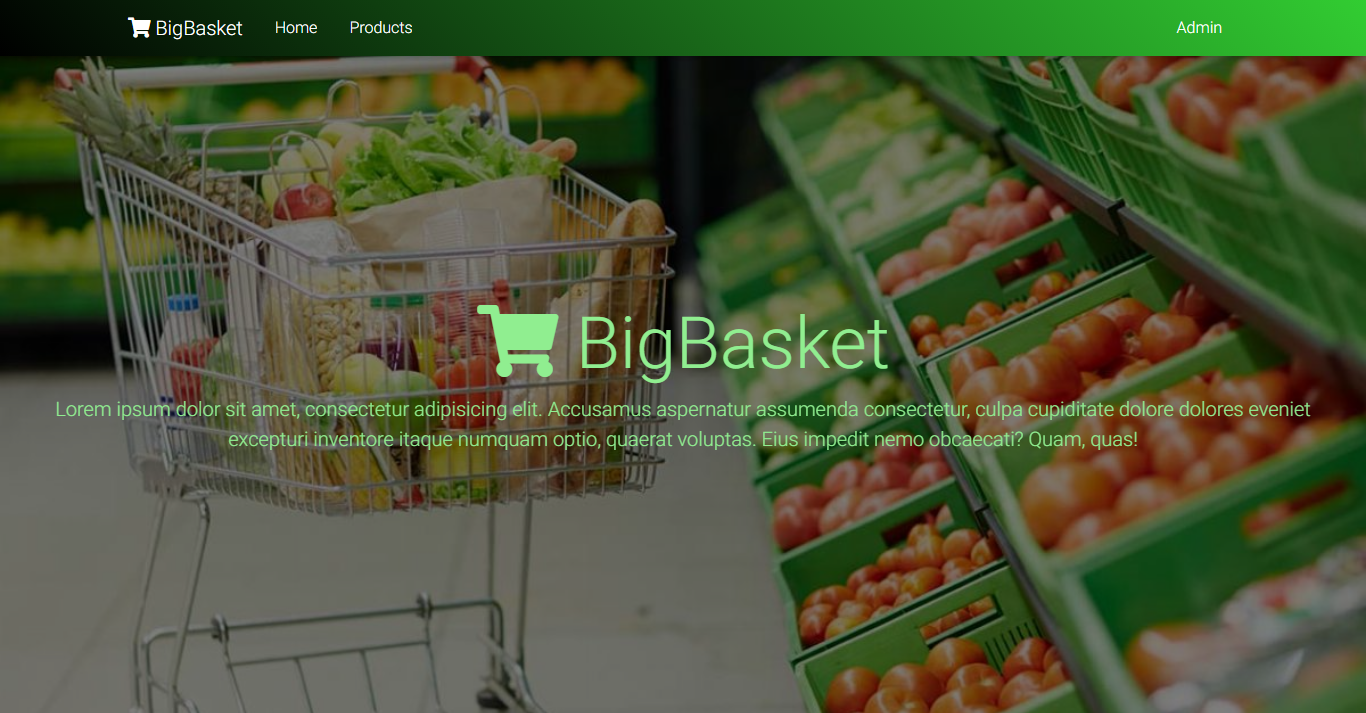 BigBasket Home Products Admin
BigBasket
Lorem ipsum dolor sit amet, consectetur adipisicing elit. Accusamus aspernatur assumenda consectetur, culpa cupiditate dolore dolores eveniet
excepturi inventore itaque numquam optio, quaerat voluptas. Eius impedit nemo obcaecati? Quam, quas!